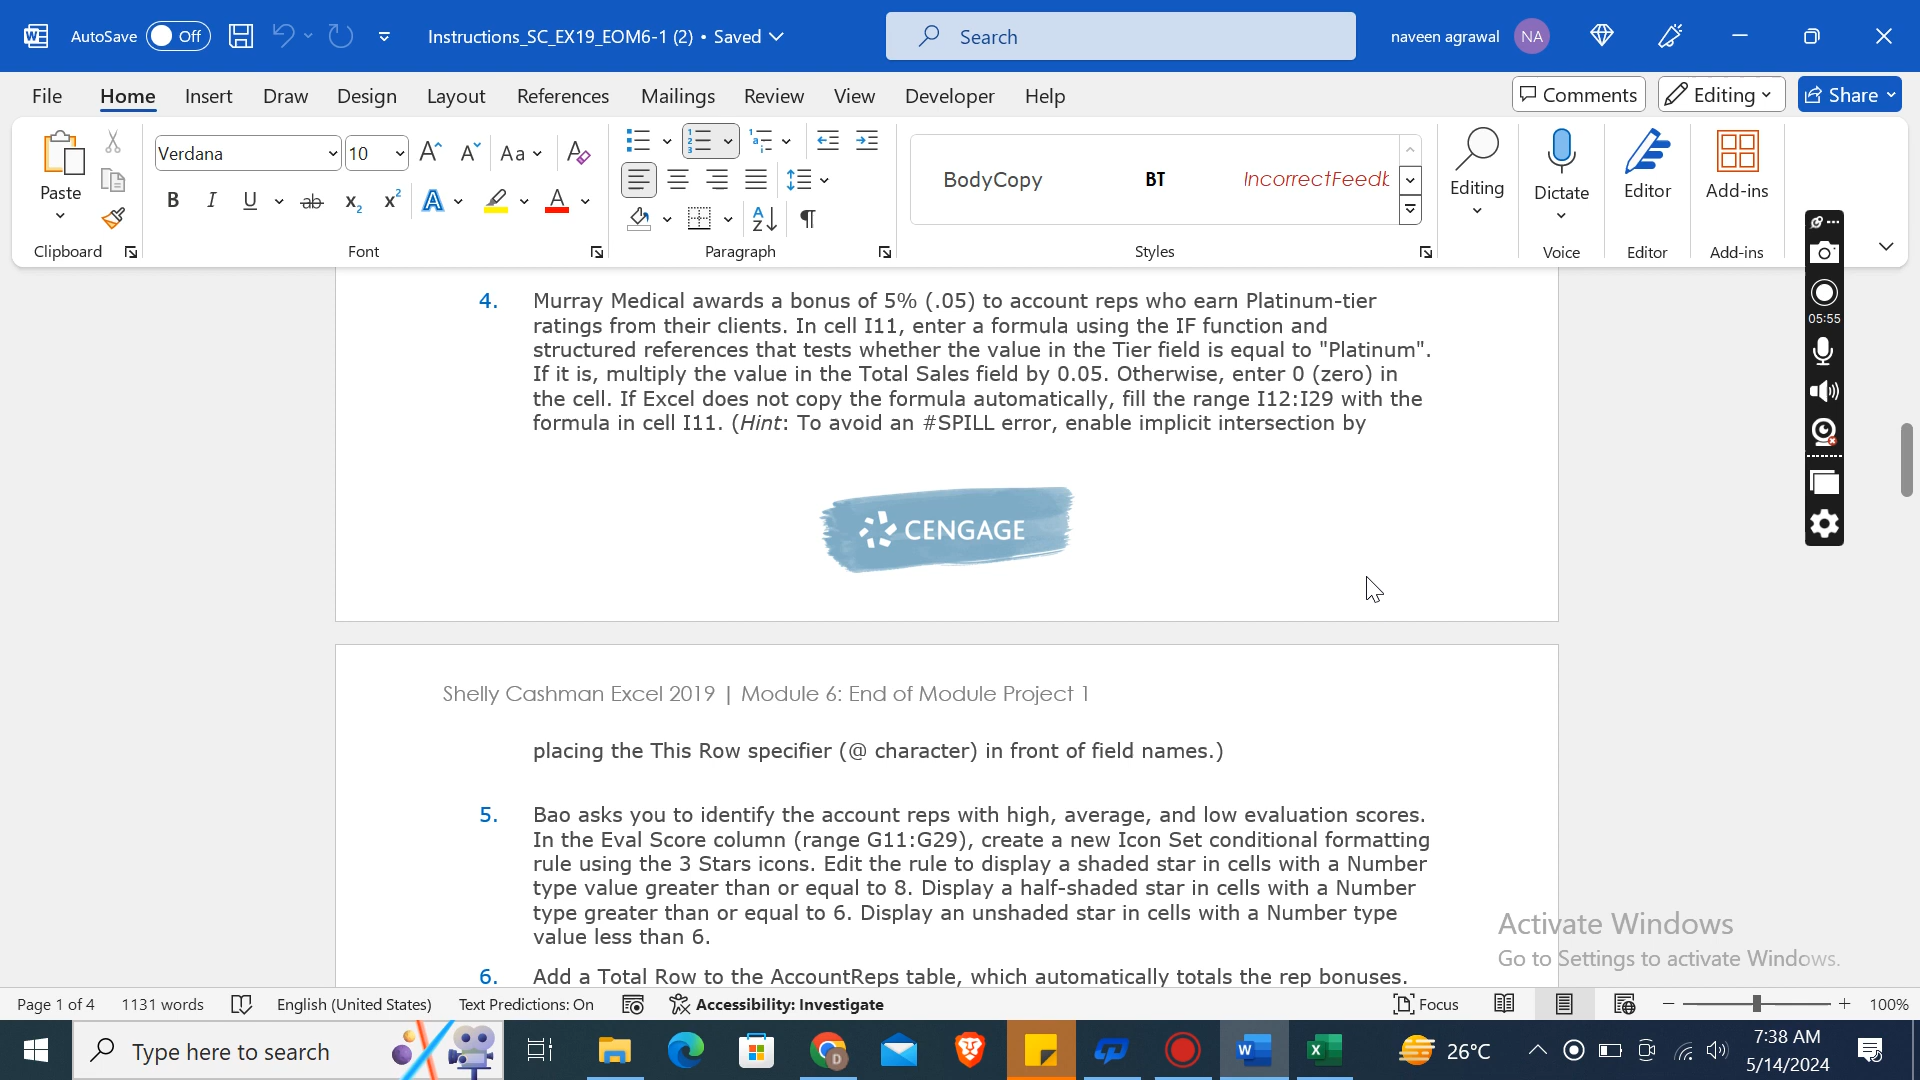 AutoSave Off Instructions_SC_EX19_EOM6-1 (2) • Saved Search naveen agrawal NA
File Home Insert Draw Design Layout References Mailings Review View Developer Help Comments Editing Share
Verdana 10 Aa
Paste B I U ab x₂ x² A A BodyCopy BT IncorrectFeedb Editing Dictate Editor Add-ins
Clipboard Font Paragraph Styles Voice Editor Add-ins
05:55
4. Murray Medical awards a bonus of 5% (.05) to account reps who earn Platinum-tier
ratings from their clients. In cell I11, enter a formula using the IF function and
structured references that tests whether the value in the Tier field is equal to "Platinum".
If it is, multiply the value in the Total Sales field by 0.05. Otherwise, enter 0 (zero) in
the cell. If Excel does not copy the formula automatically, fill the range I12:I29 with the
formula in cell I11. (Hint: To avoid an #SPILL error, enable implicit intersection by
CENGAGE
Shelly Cashman Excel 2019 | Module 6: End of Module Project 1
placing the This Row specifier (@ character) in front of field names.)
5. Bao asks you to identify the account reps with high, average, and low evaluation scores.
In the Eval Score column (range G11:G29), create a new Icon Set conditional formatting
rule using the 3 Stars icons. Edit the rule to display a shaded star in cells with a Number
type value greater than or equal to 8. Display a half-shaded star in cells with a Number
type greater than or equal to 6. Display an unshaded star in cells with a Number type
value less than 6.
6. Add a Total Row to the AccountReps table, which automatically totals the rep bonuses.
Activate Windows
Go to Settings to activate Windows.
Page 1 of 4 1131 words English (United States) Text Predictions: On Accessibility: Investigate Focus 100%
Type here to search 26°C 7:38 AM
5/14/2024